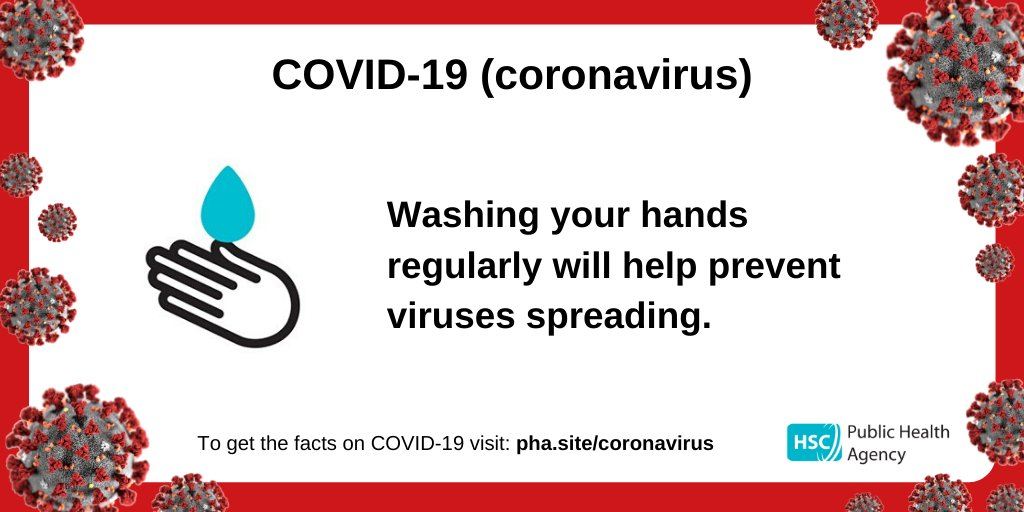 COVID-19 (coronavirus)
Washing your hands
regularly will help prevent
viruses spreading.
To get the facts on COVID-19 visit: pha.site/coronavirus
HSC Public Health
Agency